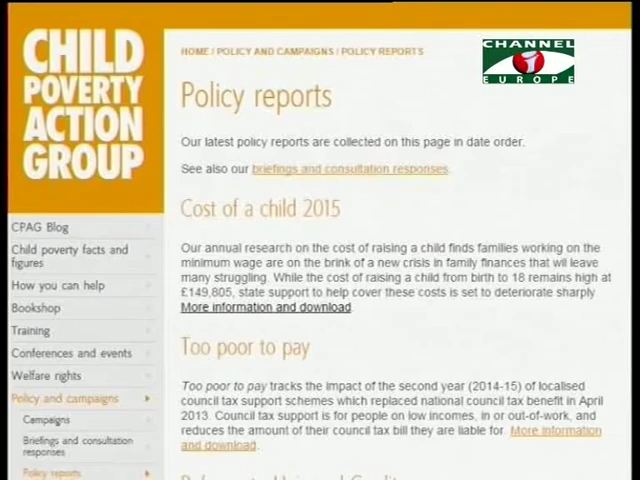 CHILD
POVERTY
ACTION
GROUP
HOME / POLICY AND CAMPAIGNS / POLICY REPORTS
CHANNEL
i
EUROPE
Policy reports
Our latest policy reports are collected on this page in date order.
See also our briefings and consultation responses.
Cost of a child 2015
Our annual research on the cost of raising a child finds families working on the
minimum wage are on the brink of a new crisis in family finances that will leave
many struggling. While the cost of raising a child from birth to 18 remains high at
£149,805, state support to help cover these costs is set to deteriorate sharply
More information and download.
Too poor to pay
Too poor to pay tracks the impact of the second year (2014-15) of localised
council tax support schemes which replaced national council tax benefit in April
2013. Council tax support is for people on low incomes, in or out-of-work, and
reduces the amount of their council tax bill they are liable for. More information
and download.
CPAG Blog
Child poverty facts and
figures
How you can help
Bookshop
Training
Conferences and events
Welfare rights
Policy and campaigns
Campaigns
Briefings and consultation
responses
Policy reports